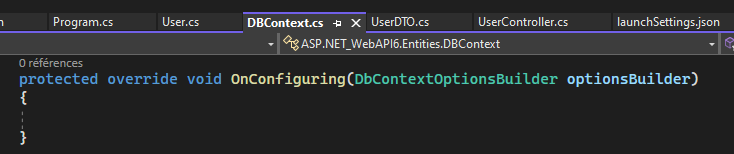 Program.cs User.cs DBContext.cs UserDTO.cs UserController.cs launchSettings.json
ASP.NET_WebAPI6.Entities.DBContext
0 références
protected override void OnConfiguring(DbContextOptionsBuilder optionsBuilder)
{
}